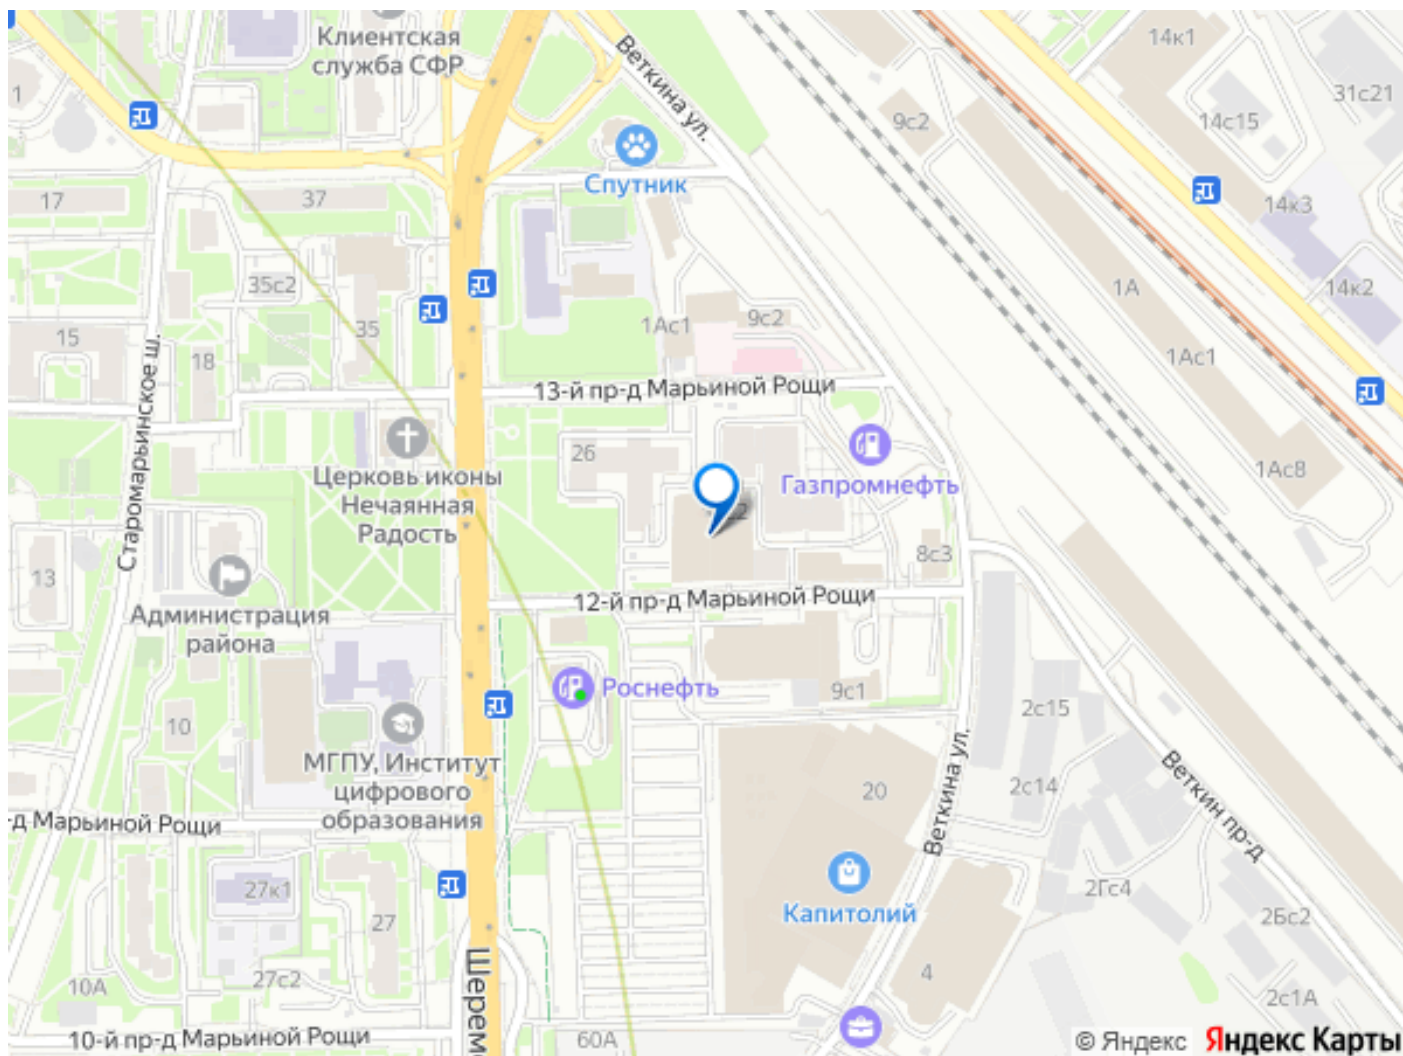 Клиентская
служба СФР
Веткина ул.
14к1
31с21
1
9с2
14с15
Спутник
17
37
14к3
35с2
1А
14к2
15
18
35
1Ас1
9с2
1Ас1
13-й пр-д Марьиной Рощи
Старомарьинское ш.
Церковь иконы
Нечаянная
Радость
26
Газпромнефть
1Ас8
8с3
13
Администрация
района
12-й пр-д Марьиной Рощи
Роснефть
9с1
2с15
10
МГПУ, Институт
цифрового
образования
20
2с14
Веткина ул.
Веткин пр-д
-д Марьиной Рощи
27к1
27
Капитолий
2Гс4
2Бс2
Шерем
27с2
10А
4
2с1А
10-й пр-д Марьиной Рощи
60А
© Яндекс Яндекс Карты